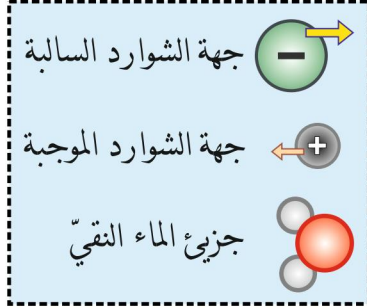 جهة الشوارد السالبة −
جهة الشوارد الموجبة +
جزيئ الماء النقيّ